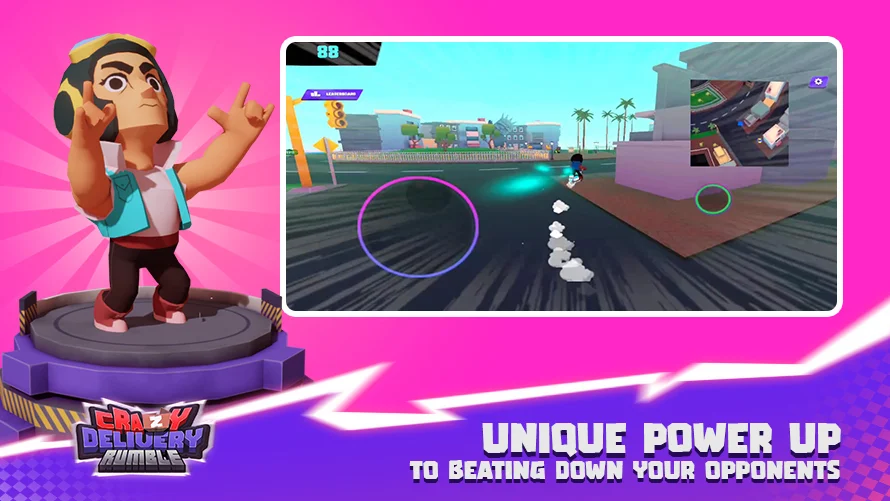 88
LEADERBOARD
CRAZY
DELIVERY
RUMBLE
UNIQUE POWER UP
TO BEATING DOWN YOUR OPPONENTS